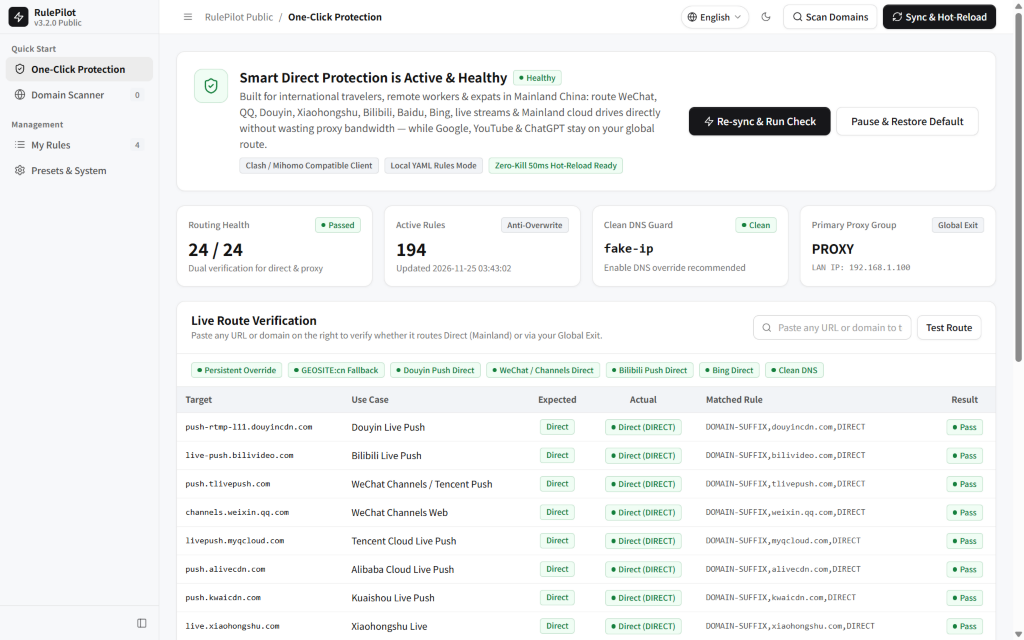 RulePilot
v3.2.0 Public
RulePilot Public / One-Click Protection
English
Scan Domains
Sync & Hot-Reload
Quick Start
One-Click Protection
Domain Scanner 0
Management
My Rules 4
Presets & System
Smart Direct Protection is Active & Healthy
Healthy
Built for international travelers, remote workers & expats in Mainland China: route WeChat,
QQ, Douyin, Xiaohongshu, Bilibili, Baidu, Bing, live streams & Mainland cloud drives directly
without wasting proxy bandwidth — while Google, YouTube & ChatGPT stay on your global
route.
Clash / Mihomo Compatible Client
Local YAML Rules Mode
Zero-Kill 50ms Hot-Reload Ready
Re-sync & Run Check
Pause & Restore Default
Routing Health
Passed
24 / 24
Dual verification for direct & proxy
Active Rules
Anti-Overwrite
194
Updated 2026-11-25 03:43:02
Clean DNS Guard
Clean
fake-ip
Enable DNS override recommended
Primary Proxy Group
Global Exit
PROXY
LAN IP: 192.168.1.100
Live Route Verification
Paste any URL or domain on the right to verify whether it routes Direct (Mainland) or via your Global Exit.
Paste any URL or domain to t
Test Route
Persistent Override
GEOSITE:cn Fallback
Douyin Push Direct
WeChat / Channels Direct
Bilibili Push Direct
Bing Direct
Clean DNS
Target Use Case Expected Actual Matched Rule Result
push-rtmp-l11.douyincdn.com Douyin Live Push Direct Direct (DIRECT) DOMAIN-SUFFIX,douyincdn.com,DIRECT Pass
live-push.bilivideo.com Bilibili Live Push Direct Direct (DIRECT) DOMAIN-SUFFIX,bilivideo.com,DIRECT Pass
push.tlivepush.com WeChat Channels / Tencent Push Direct Direct (DIRECT) DOMAIN-SUFFIX,tlivepush.com,DIRECT Pass
channels.weixin.qq.com WeChat Channels Web Direct Direct (DIRECT) DOMAIN-SUFFIX,weixin.qq.com,DIRECT Pass
livepush.myqcloud.com Tencent Cloud Live Push Direct Direct (DIRECT) DOMAIN-SUFFIX,myqcloud.com,DIRECT Pass
push.alivecdn.com Alibaba Cloud Live Push Direct Direct (DIRECT) DOMAIN-SUFFIX,alivecdn.com,DIRECT Pass
push.kwaicdn.com Kuaishou Live Push Direct Direct (DIRECT) DOMAIN-SUFFIX,kwaicdn.com,DIRECT Pass
live.xiaohongshu.com Xiaohongshu Live Direct Direct (DIRECT) DOMAIN-SUFFIX,xiaohongshu.com,DIRECT Pass